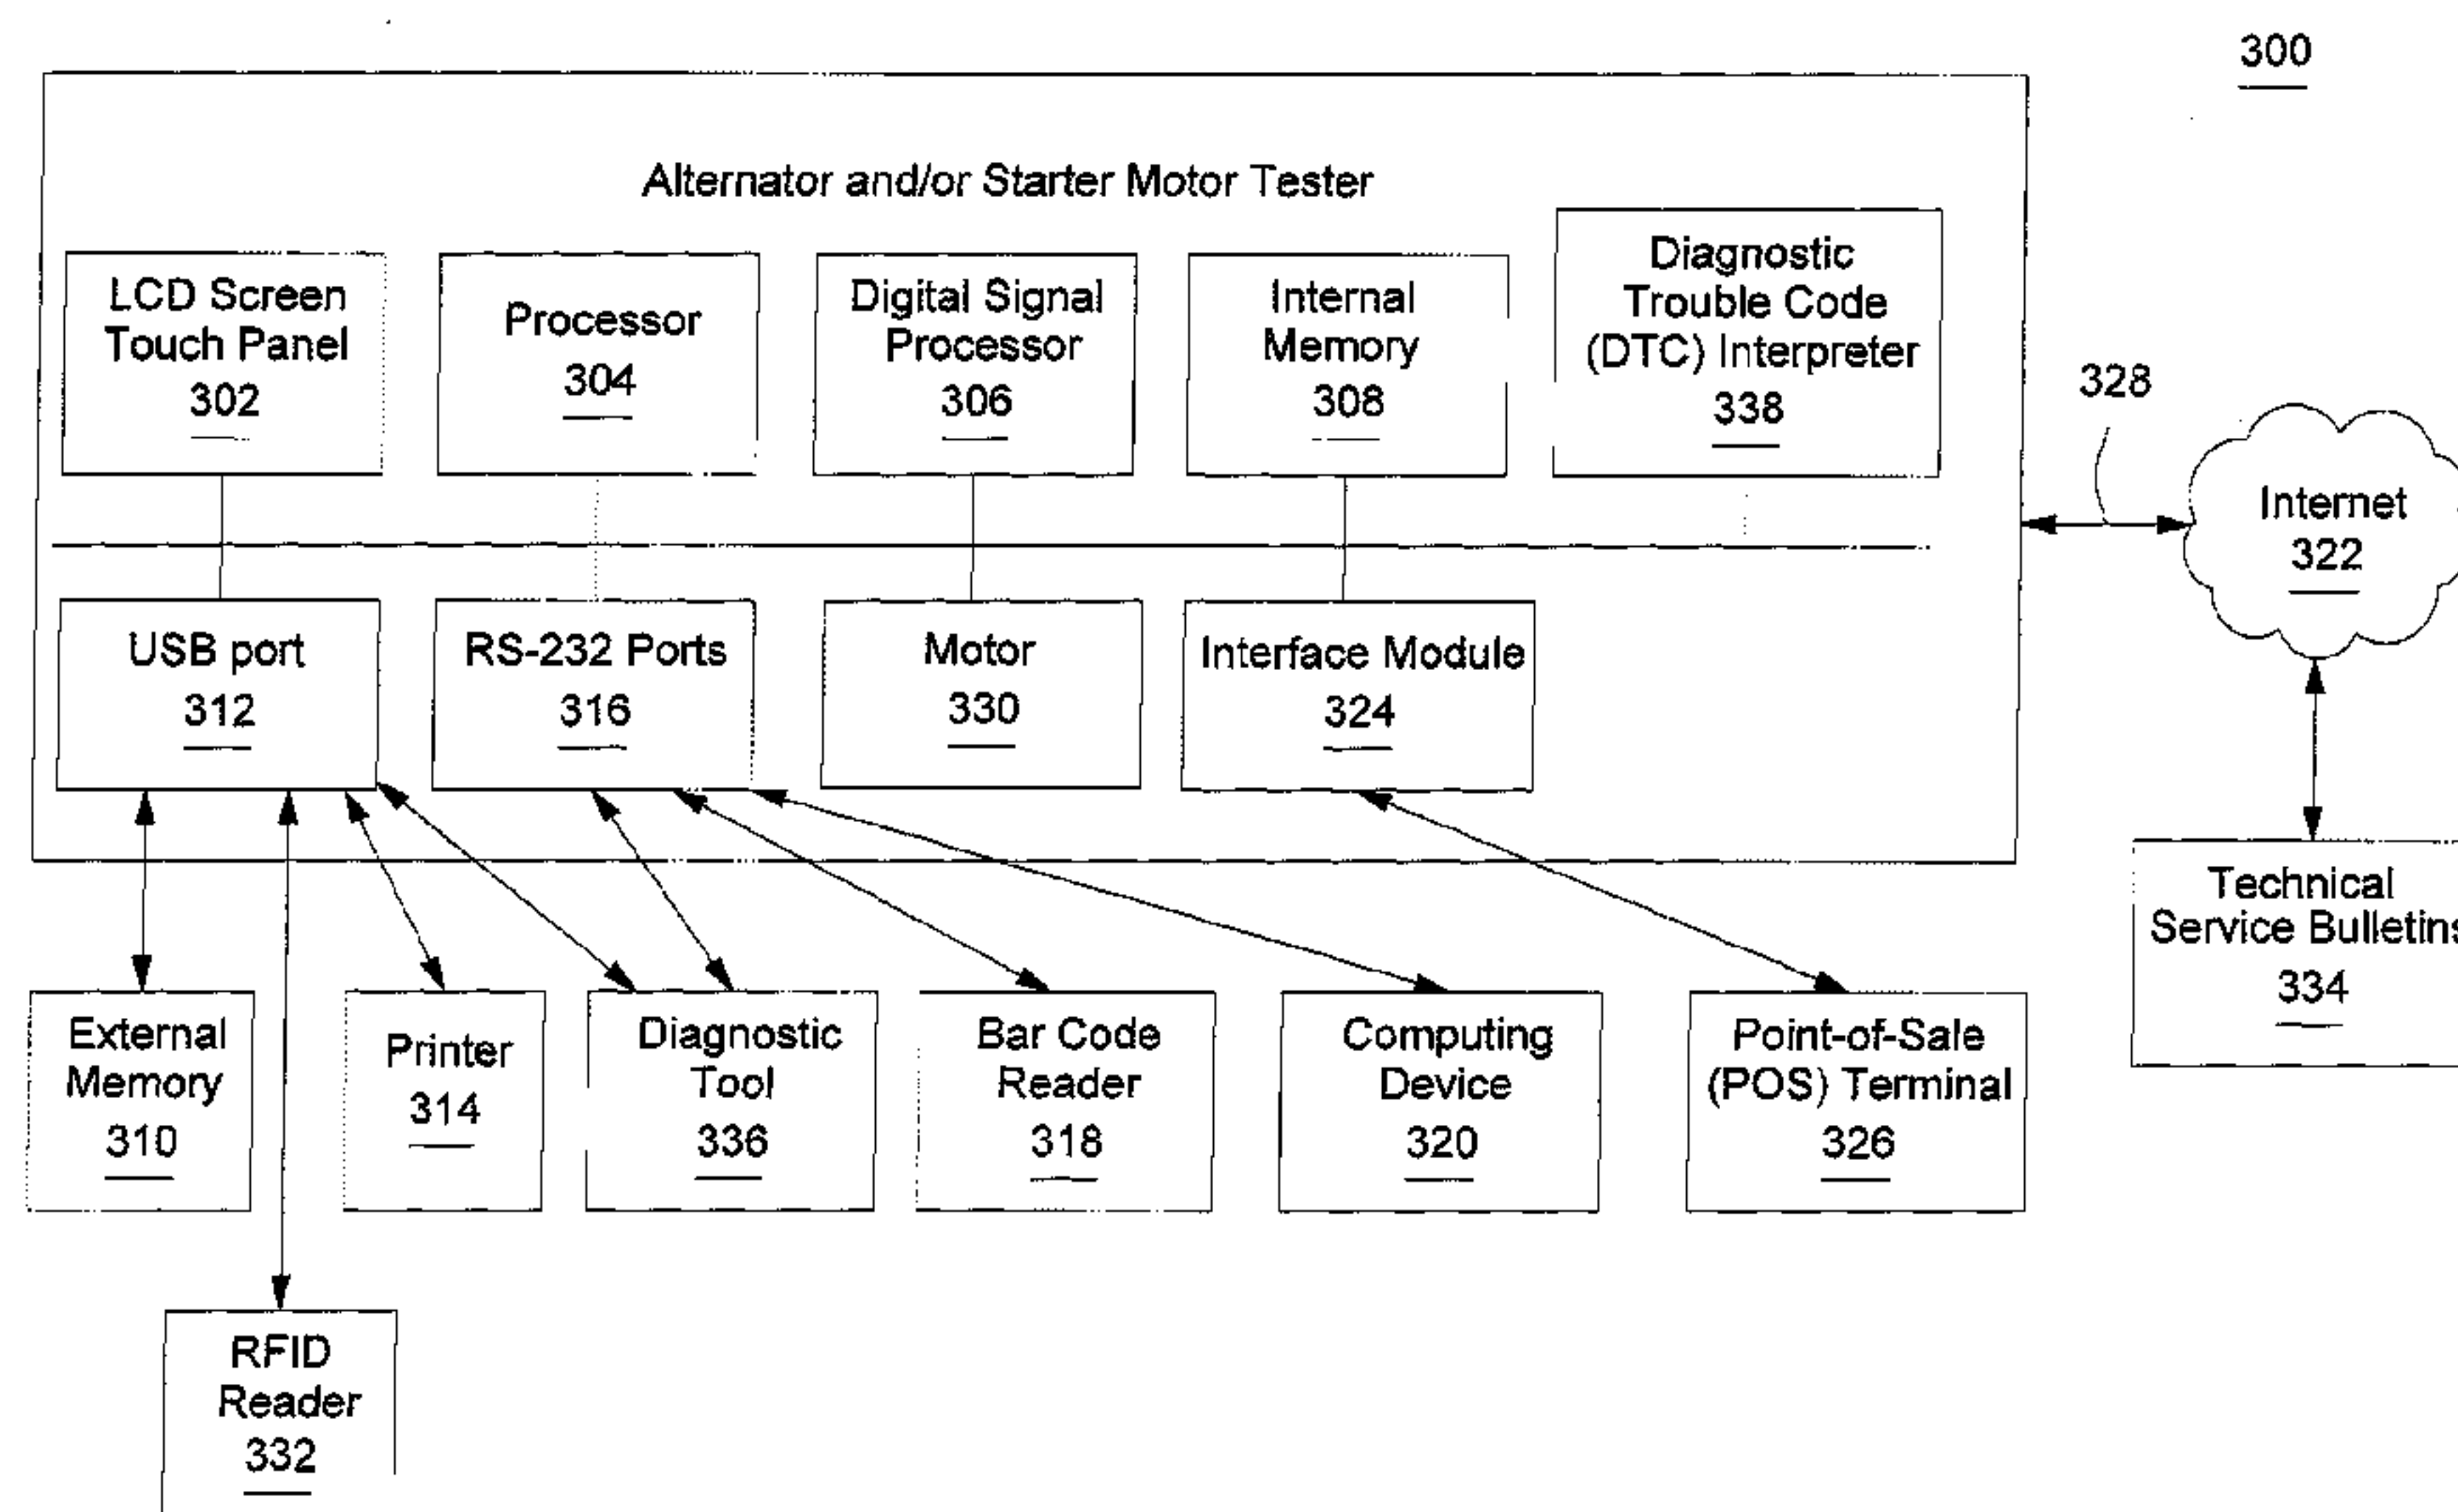 300
Alternator and/or Starter Motor Tester
LCD Screen
Touch Panel
302
Processor
304
Digital Signal
Processor
306
Internal
Memory
308
Diagnostic
Trouble Code
(DTC) Interpreter
338
328
Internet
322
USB port
312
RS-232 Ports
316
Motor
330
Interface Module
324
Technical
Service Bulletins
334
External
Memory
310
Printer
314
Diagnostic
Tool
336
Bar Code
Reader
318
Computing
Device
320
Point-of-Sale
(POS) Terminal
326
RFID
Reader
332